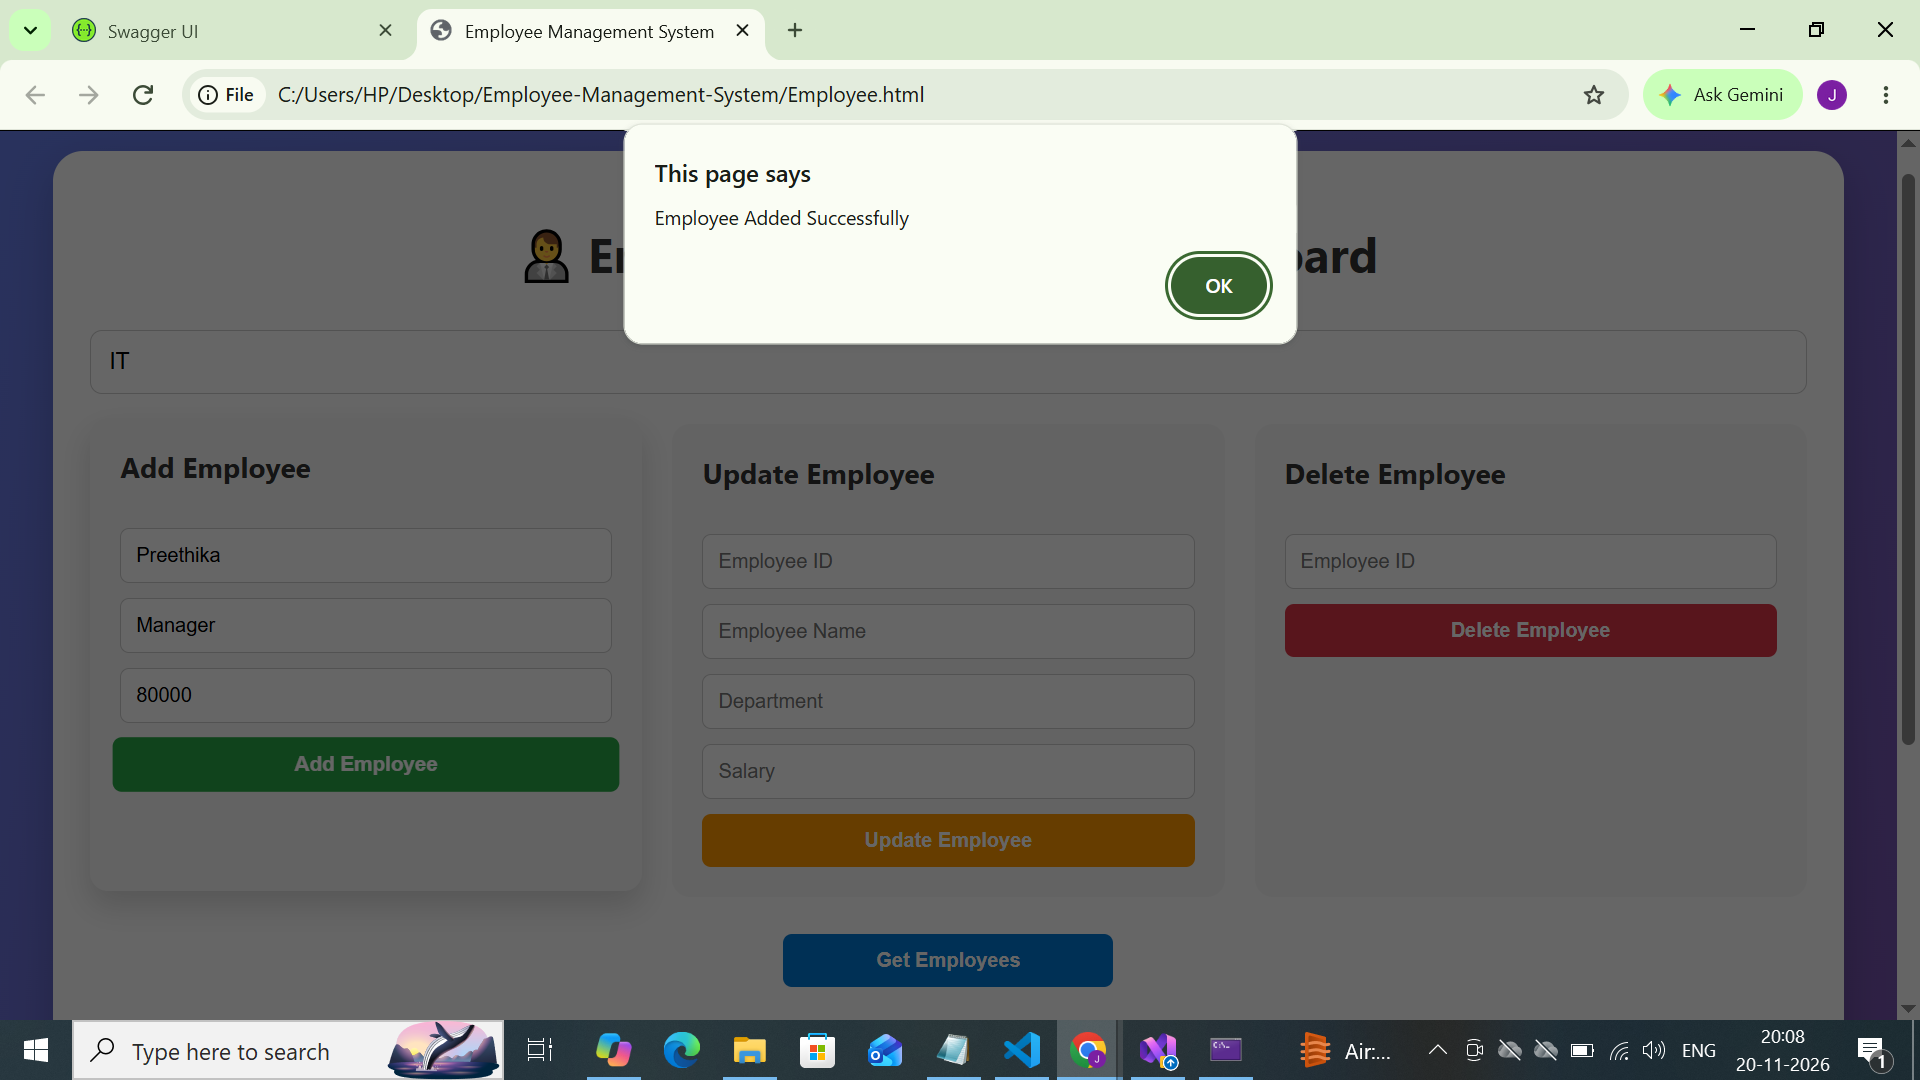 Swagger UI
Employee Management System
File
C:/Users/HP/Desktop/Employee-Management-System/Employee.html
Ask Gemini
J
This page says
Employee Added Successfully
OK
IT
Add Employee
Preethika
Manager
80000
Add Employee
Update Employee
Employee ID
Employee Name
Department
Salary
Update Employee
Delete Employee
Employee ID
Delete Employee
Get Employees
Type here to search
Air:...
ENG
20:08
20-11-2026
1